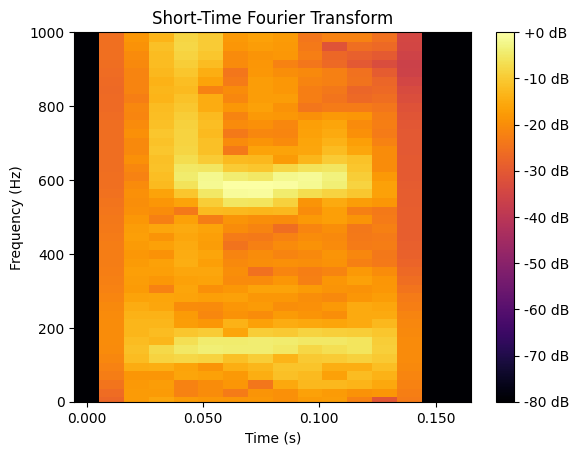 Short-Time Fourier Transform
1000
800
600
400
200
0
Frequency (Hz)
0.000
0.050
0.100
0.150
Time (s)
+0 dB
-10 dB
-20 dB
-30 dB
-40 dB
-50 dB
-60 dB
-70 dB
-80 dB